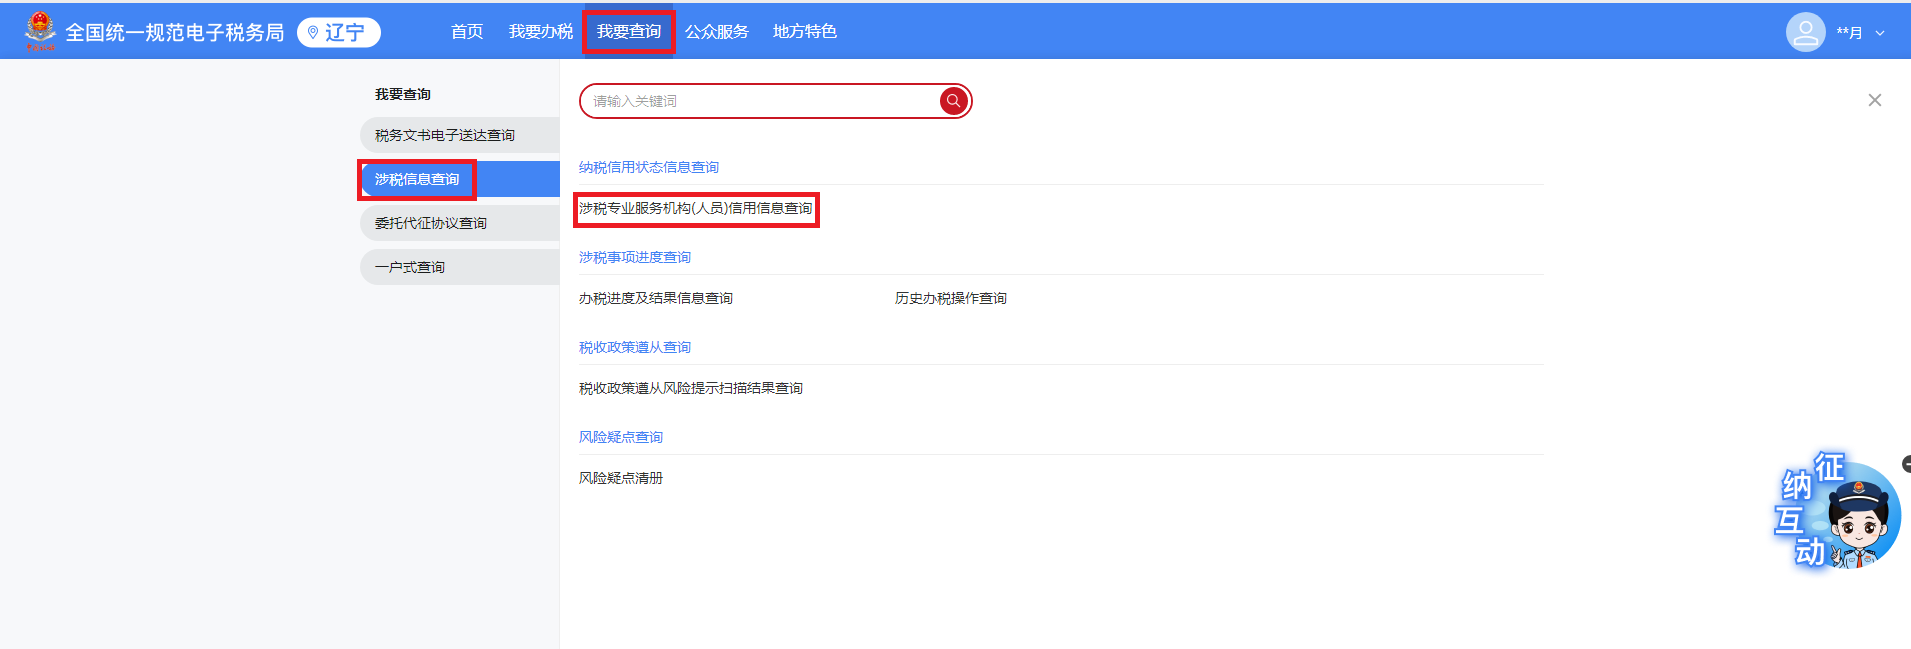 全国统一规范电子税务局 辽宁 首页 我要办税 我要查询 公众服务 地方特色 **月
我要查询
税务文书电子送达查询
涉税信息查询
委托代征协议查询
一户式查询
请输入关键词
纳税信用状态信息查询
涉税专业服务机构(人员)信用信息查询
涉税事项进度查询
办税进度及结果信息查询 历史办税操作查询
税收政策遵从查询
税收政策遵从风险提示扫描结果查询
风险疑点查询
风险疑点清册
征纳互动